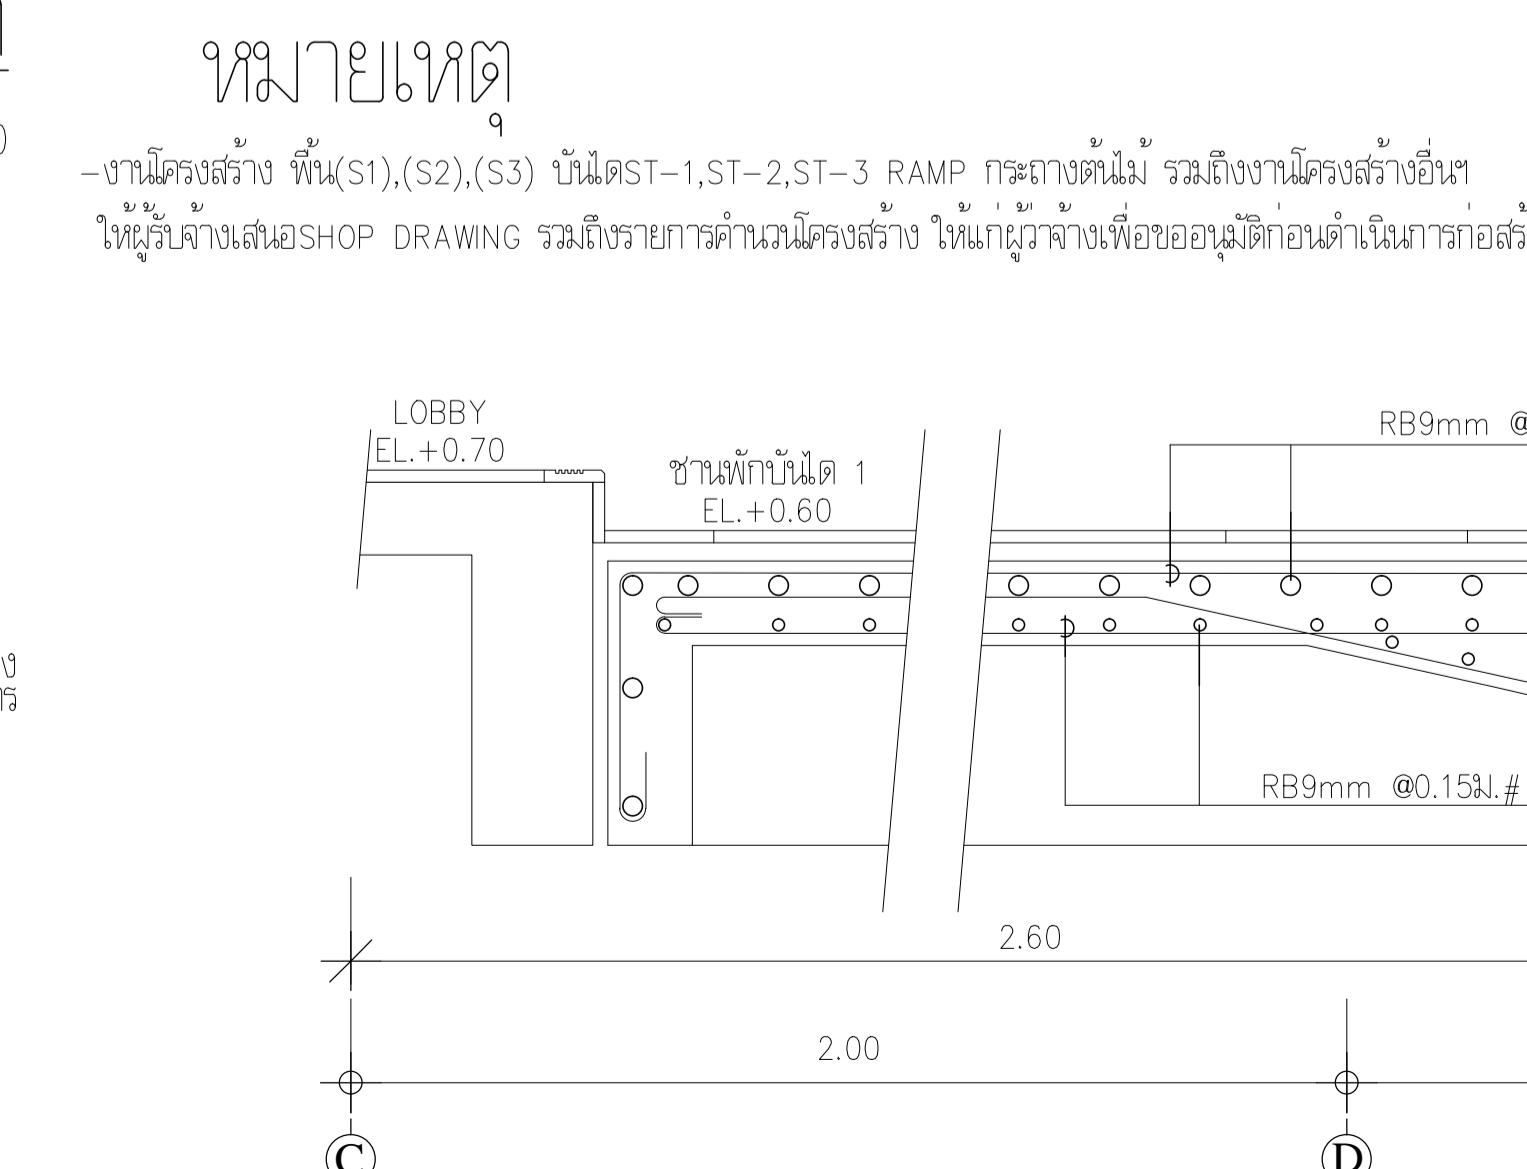 หมายเหตุ
-งานโครงสร้าง พื้น(S1),(S2),(S3) บันไดST-1,ST-2,ST-3 RAMP กระถางต้นไม้ รวมถึงงานโครงสร้างอื่นๆ
ให้ผู้รับจ้างเสนอSHOP DRAWING รวมถึงรายการคำนวนโครงสร้าง ให้แก่ผู้ว่าจ้างเพื่อขออนุมัติก่อนดำเนินการก่อสร้
LOBBY
EL.+0.70
RB9mm @
ชานพักบันได 1
EL.+0.60
RB9mm @0.15ม.#
2.60
2.00
C
D